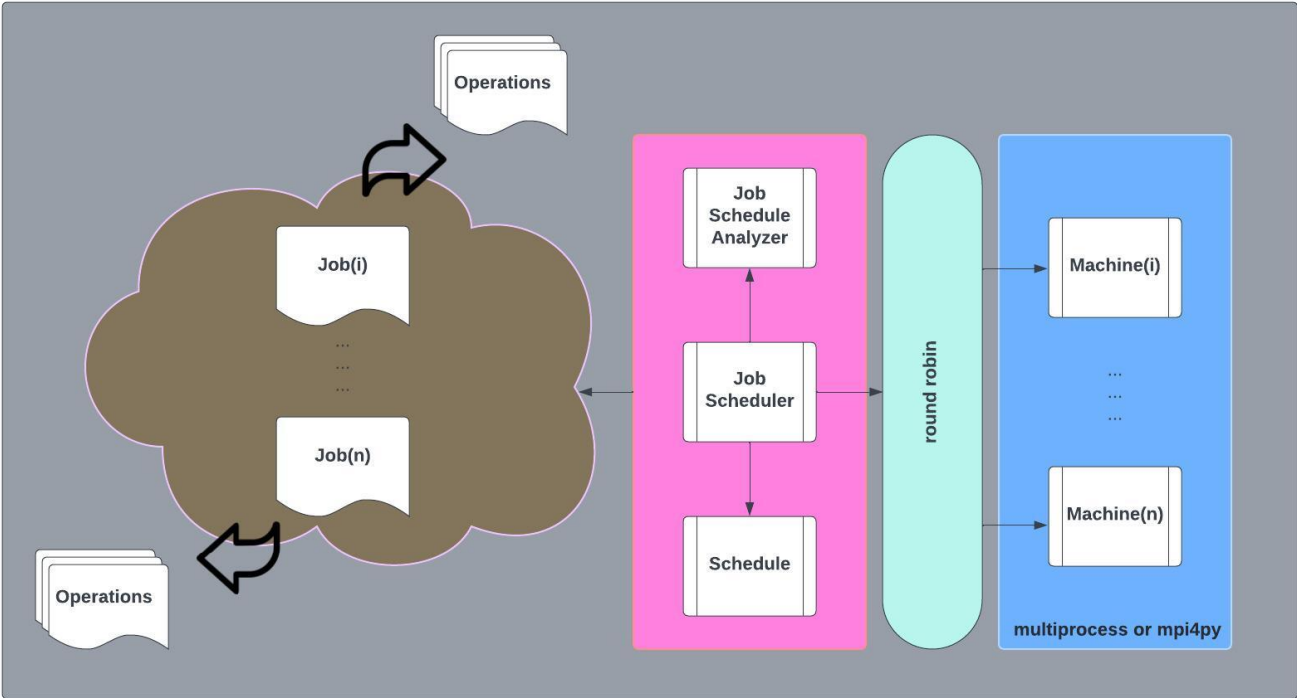 Operations
Job(i)
...
...
...
Job(n)
Operations
Job
Schedule
Analyzer
Job
Scheduler
Schedule
round robin
Machine(i)
...
...
...
Machine(n)
multiprocess or mpi4py